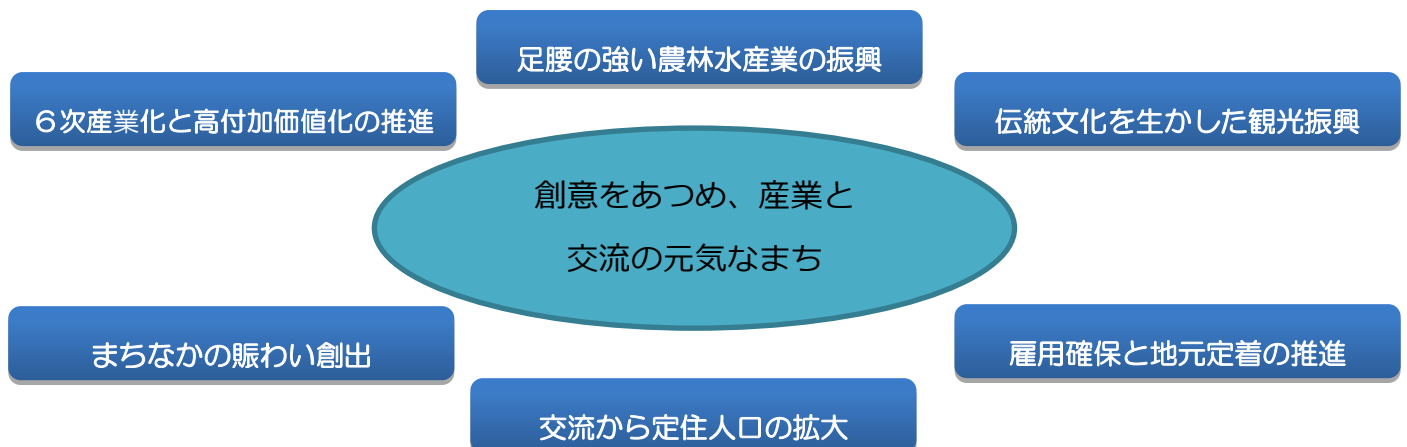 足腰の強い農林水産業の振興
６次産業化と高付加価値化の推進
伝統文化を生かした観光振興
創意をあつめ、産業と
交流の元気なまち
まちなかの賑わい創出
雇用確保と地元定着の推進
交流から定住人口の拡大